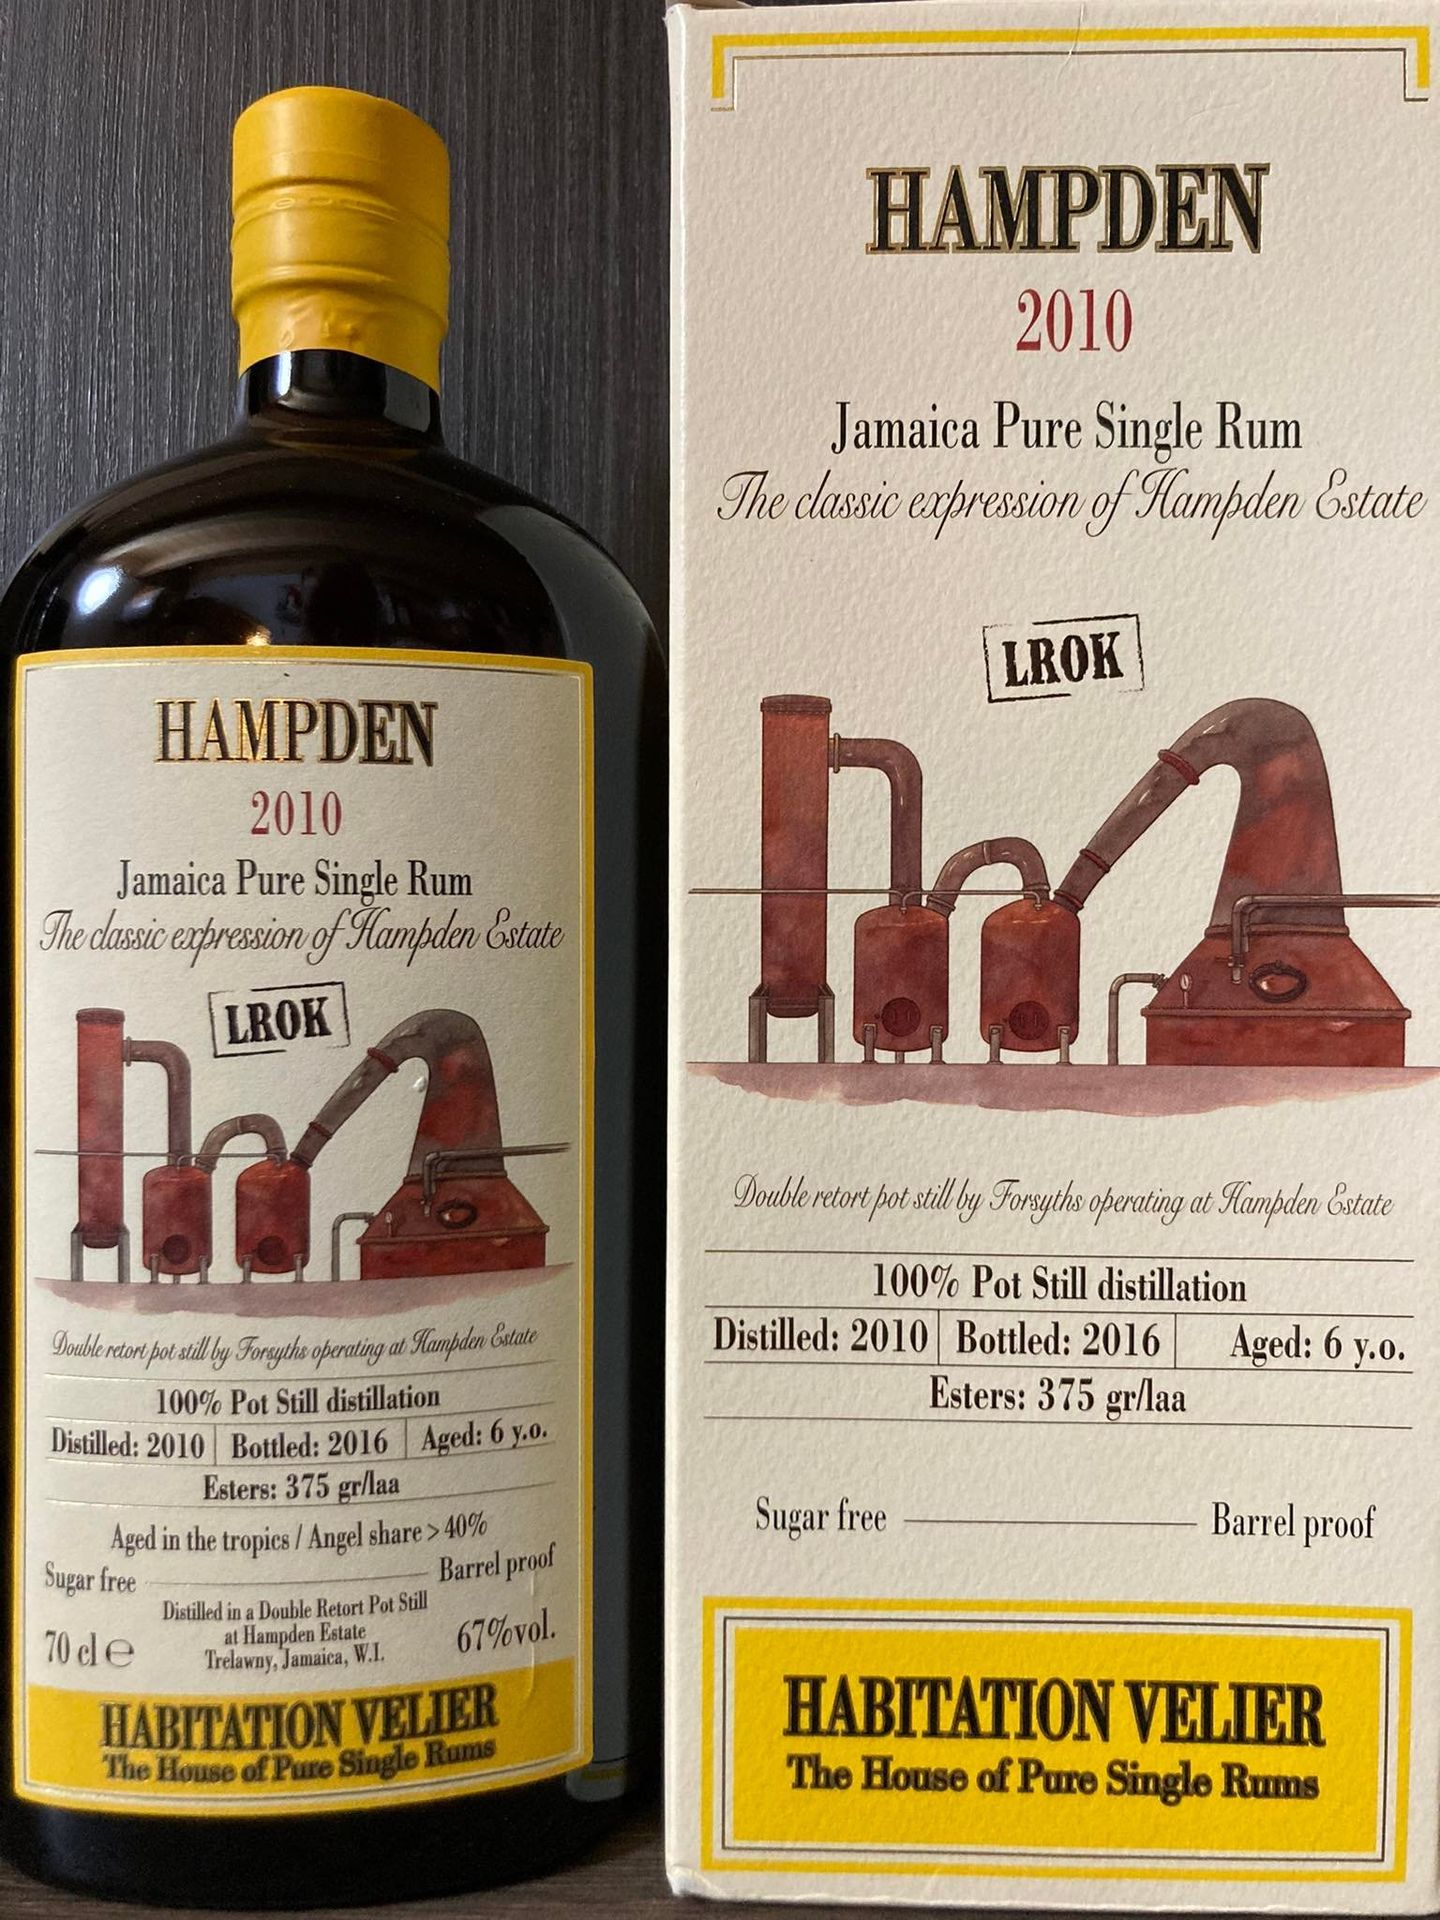 HAMPDEN
2010
Jamaica Pure Single Rum
The classic expression of Hampden Estate
LROK
Double retort pot still by Forsyths operating at Hampden Estate
100% Pot Still distillation
Distilled: 2010 Bottled: 2016 Aged: 6 y.o.
Esters: 375 gr/laa
Aged in the tropics / Angel share > 40%
Sugar free Barrel proof
Distilled in a Double Retort Pot Still
at Hampden Estate
Trelawny, Jamaica, W.I.
70 cl ℮ 67%vol.
HABITATION VELIER
The House of Pure Single Rums
HAMPDEN
2010
Jamaica Pure Single Rum
The classic expression of Hampden Estate
LROK
Double retort pot still by Forsyths operating at Hampden Estate
100% Pot Still distillation
Distilled: 2010 Bottled: 2016 Aged: 6 y.o.
Esters: 375 gr/laa
Sugar free Barrel proof
HABITATION VELIER
The House of Pure Single Rums